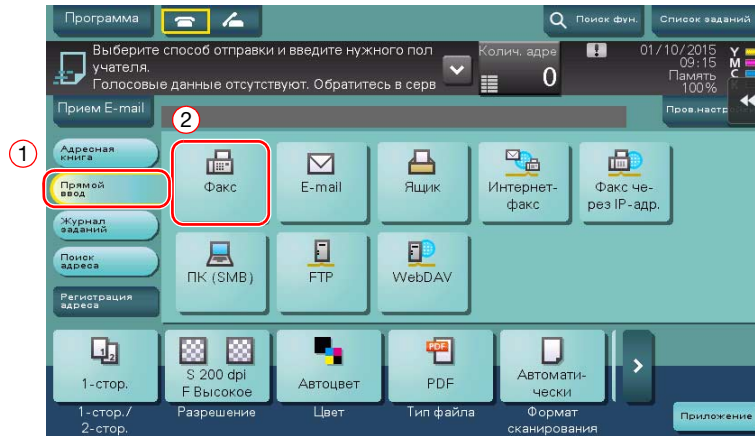 Программа
Поиск фун.
Список заданий
Выберите способ отправки и введите нужного пол
учателя.
Голосовые данные отсутствуют. Обратитесь в серв
Колич. адре
0
01/10/2015
09:15
Память
100%
Y
M
C
K
Прием E-mail
Пров.настр
1
2
Адресная
книга
Прямой
ввод
Журнал
заданий
Поиск
адреса
Регистрация
адреса
Факс
E-mail
Ящик
Интернет-
факс
Факс че-
рез IP-адр.
ПК (SMB)
FTP
WebDAV
1-стор.
S 200 dpi
F Высокое
Автоцвет
PDF
PDF
Автомати-
чески
1-стор./
2-стор.
Разрешение
Цвет
Тип файла
Формат
сканирования
Приложение